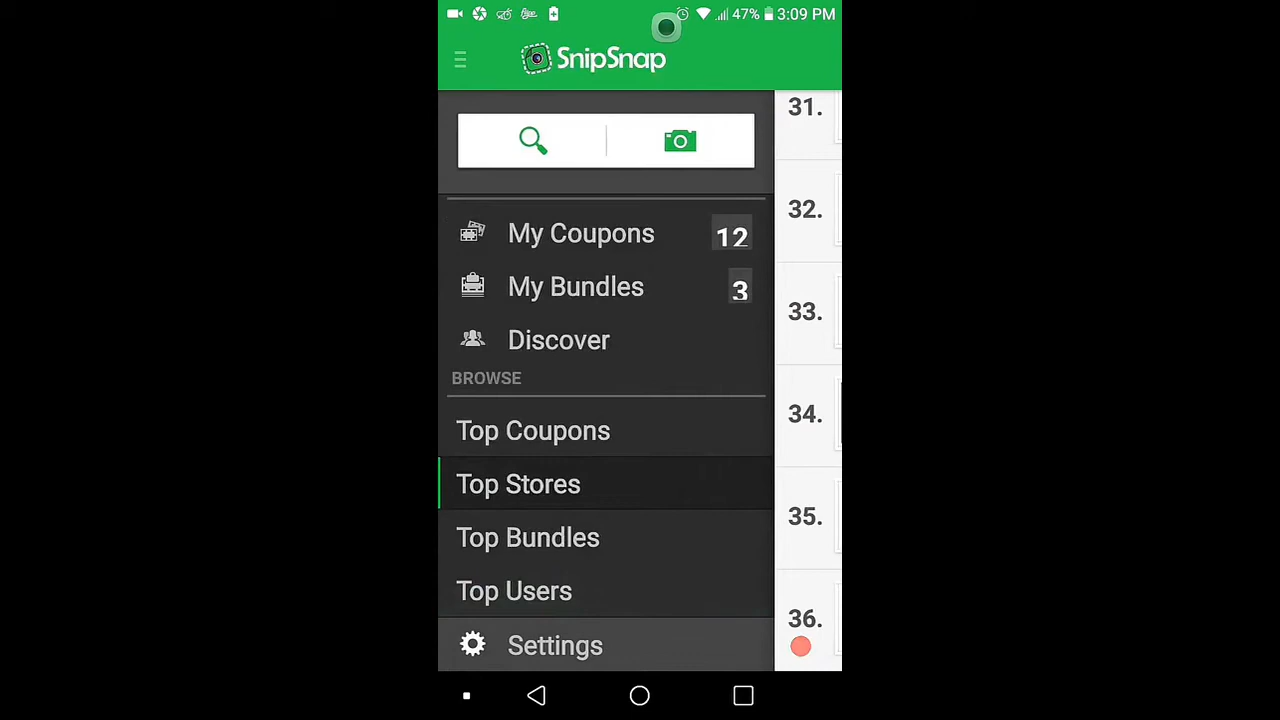 47% 3:09 PM
SnipSnap
31.
32.
My Coupons 12
My Bundles 3
33.
Discover
BROWSE
34.
Top Coupons
Top Stores
35.
Top Bundles
Top Users
36.
Settings